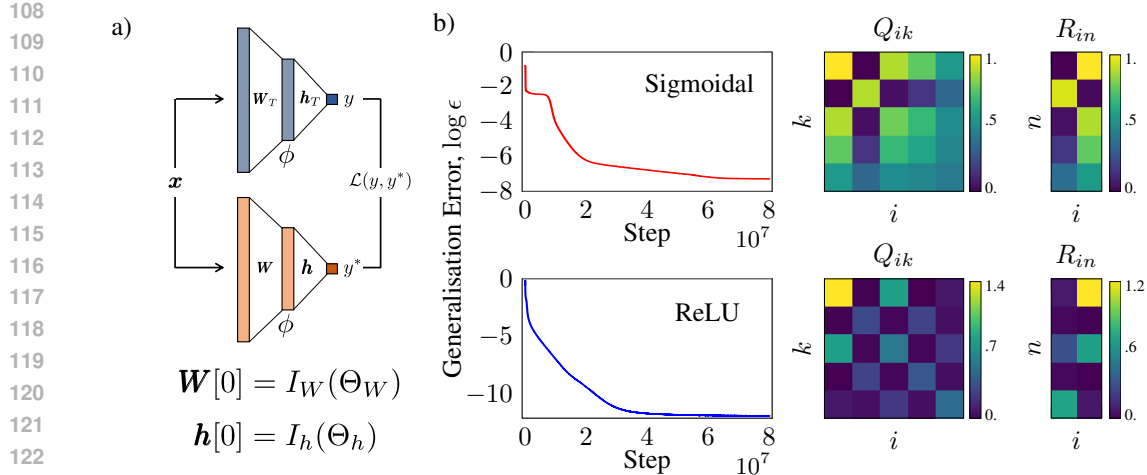 108
109
110
111
112
113
114
115
116
117
118
119
120
121
122
a)
x
W_T
h_T
y
ϕ
L(y, y*)
W
h
y*
ϕ
W[0] = I_W(Θ_W)
h[0] = I_h(Θ_h)
b)
Generalisation Error, log ϵ
0
−2
−4
−6
−8
Sigmoidal
0 2 4 6 8
Step
10^7
Q_ik
k
i
1.
.5
0.
R_in
n
i
1.
.5
0.
0
−5
−10
ReLU
0 2 4 6 8
Step
10^7
Q_ik
k
i
1.4
.7
0.
R_in
n
i
1.2
.6
0.